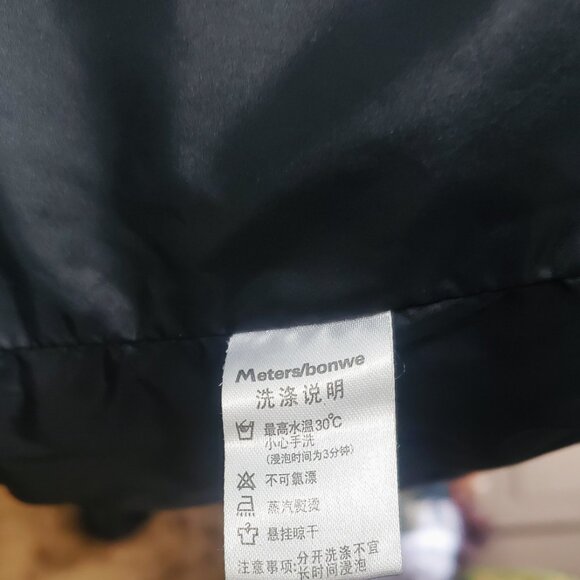 Meters/bonwe
洗涤说明
最高水温30℃
小心手洗
(浸泡时间为3分钟)
不可氯漂
蒸汽熨烫
悬挂晾干
注意事项:分开洗涤不宜
长时间浸泡